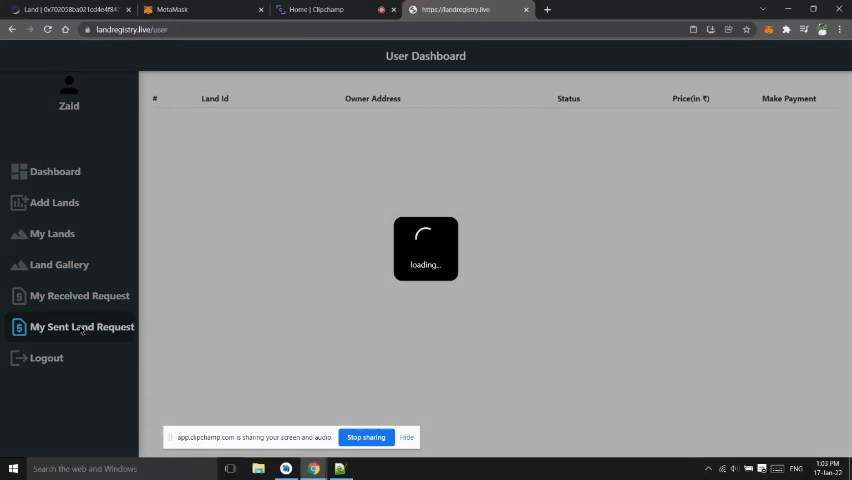 Land | 0x702058ba021cd4e4f847
MetaMask
Home | Clipchamp
https://landregistry.live
landregistry.live/user
User Dashboard
Zaid
# Land Id Owner Address Status Price(in ₹) Make Payment
Dashboard
Add Lands
My Lands
Land Gallery
My Received Request
My Sent Land Request
Logout
loading...
app.clipchamp.com is sharing your screen and audio.
Stop sharing
Hide
Search the web and Windows
ENG
1:03 PM
17-Jan-22